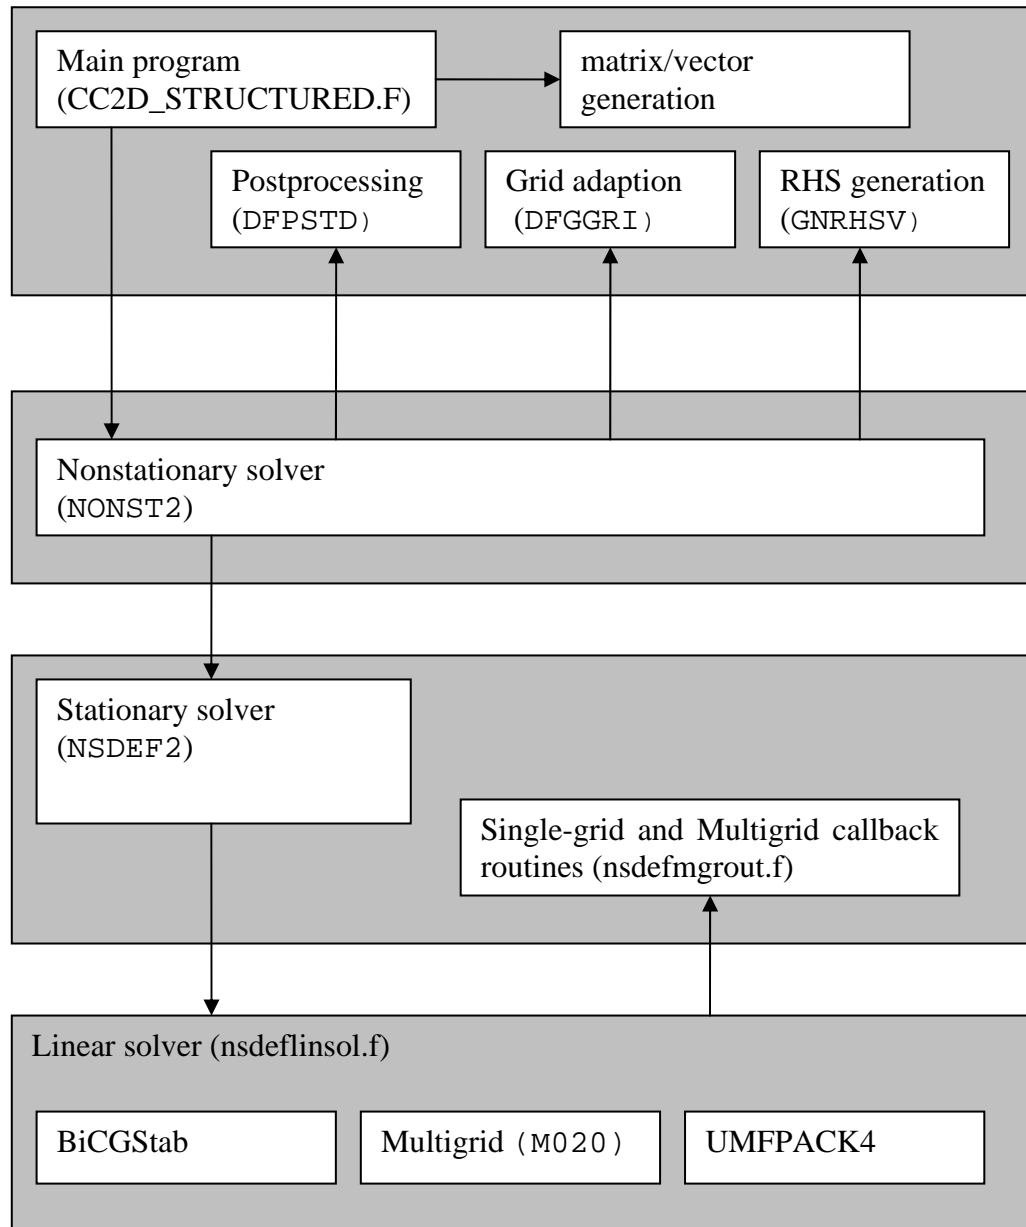 Main program
(CC2D_STRUCTURED.F)
matrix/vector
generation
Postprocessing
(DFPSTD)
Grid adaption
(DFGGRI)
RHS generation
(GNRHSV)
Nonstationary solver
(NONST2)
Stationary solver
(NSDEF2)
Single-grid and Multigrid callback
routines (nsdefmgrout.f)
Linear solver (nsdeflinsol.f)
BiCGStab
Multigrid (M020)
UMFPACK4